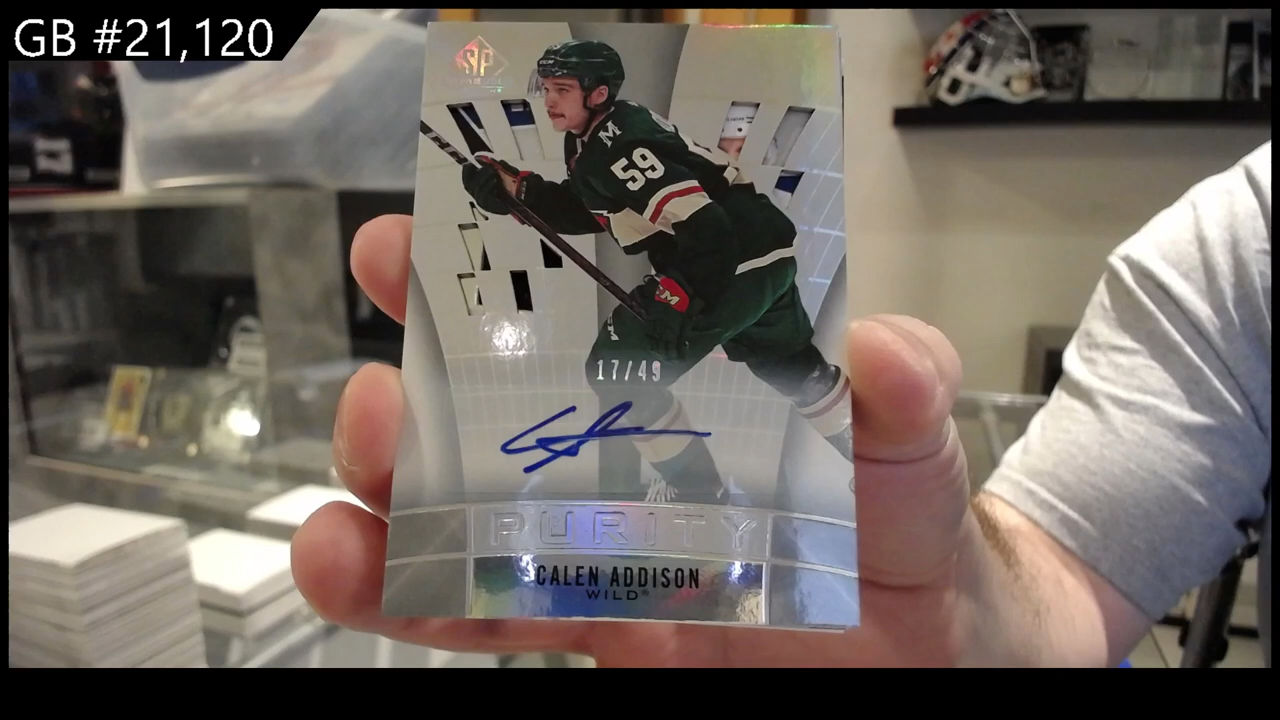 GB #21,120
SP
M
59
M
17/49
PURITY
CALEN ADDISON
WILD®